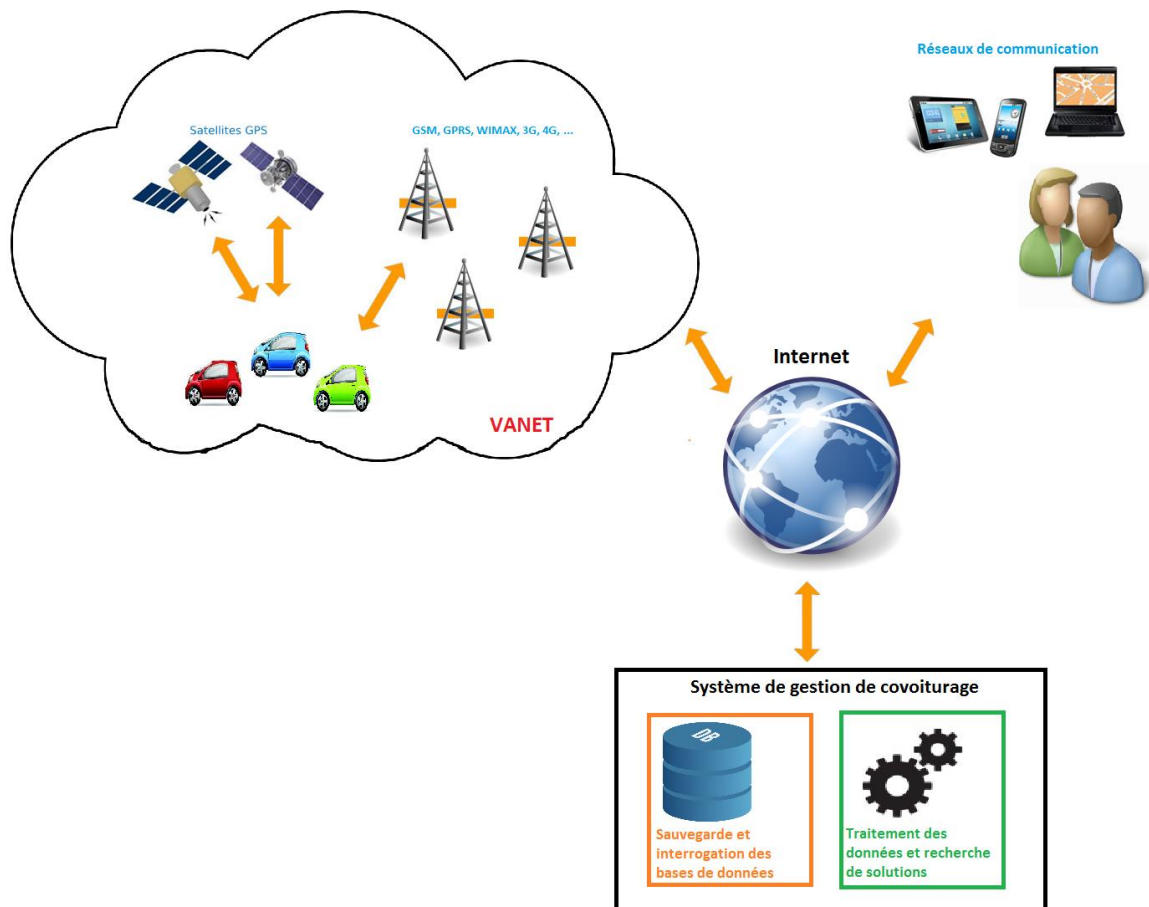 Réseaux de communication
Satellites GPS
GSM, GPRS, WIMAX, 3G, 4G, ...
VANET
Internet
Système de gestion de covoiturage
DB
Sauvegarde et
interrogation des
bases de données
Traitement des
données et recherche
de solutions